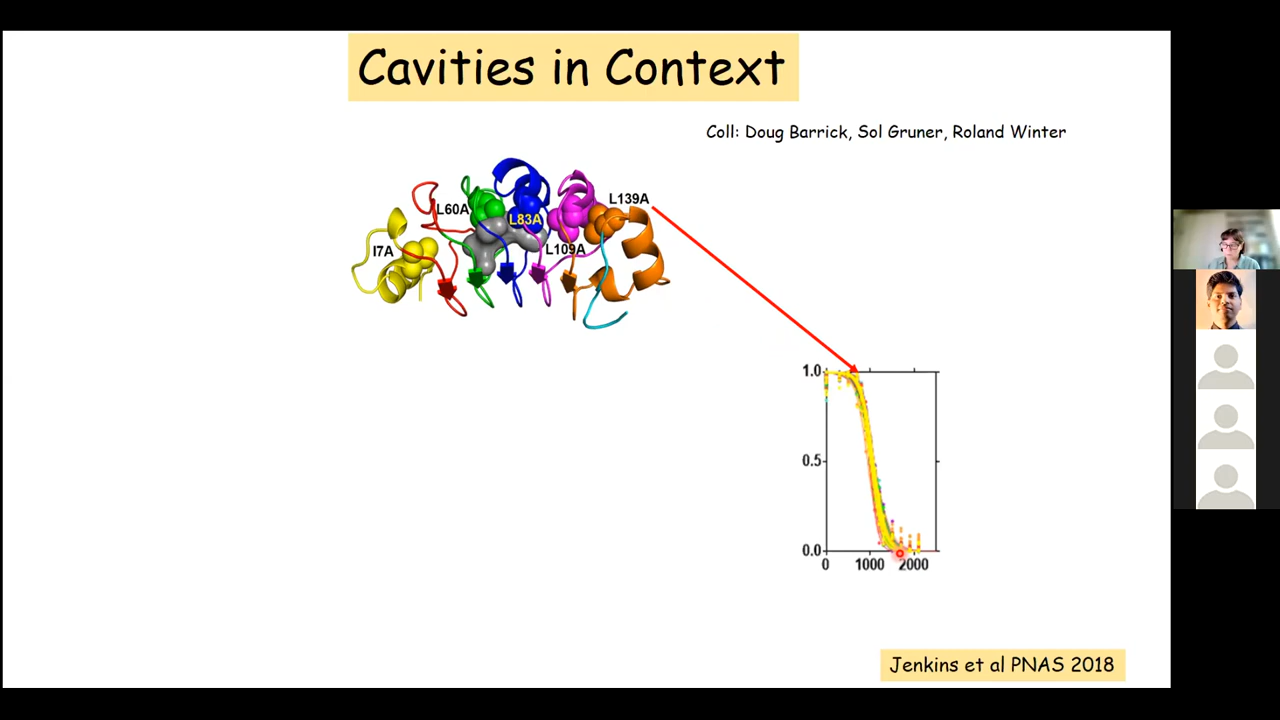 Cavities in Context
Coll: Doug Barrick, Sol Gruner, Roland Winter
L139A
L60A
L83A
I7A
L109A
1.0
0.5
0.0
0 1000 2000
Jenkins et al PNAS 2018